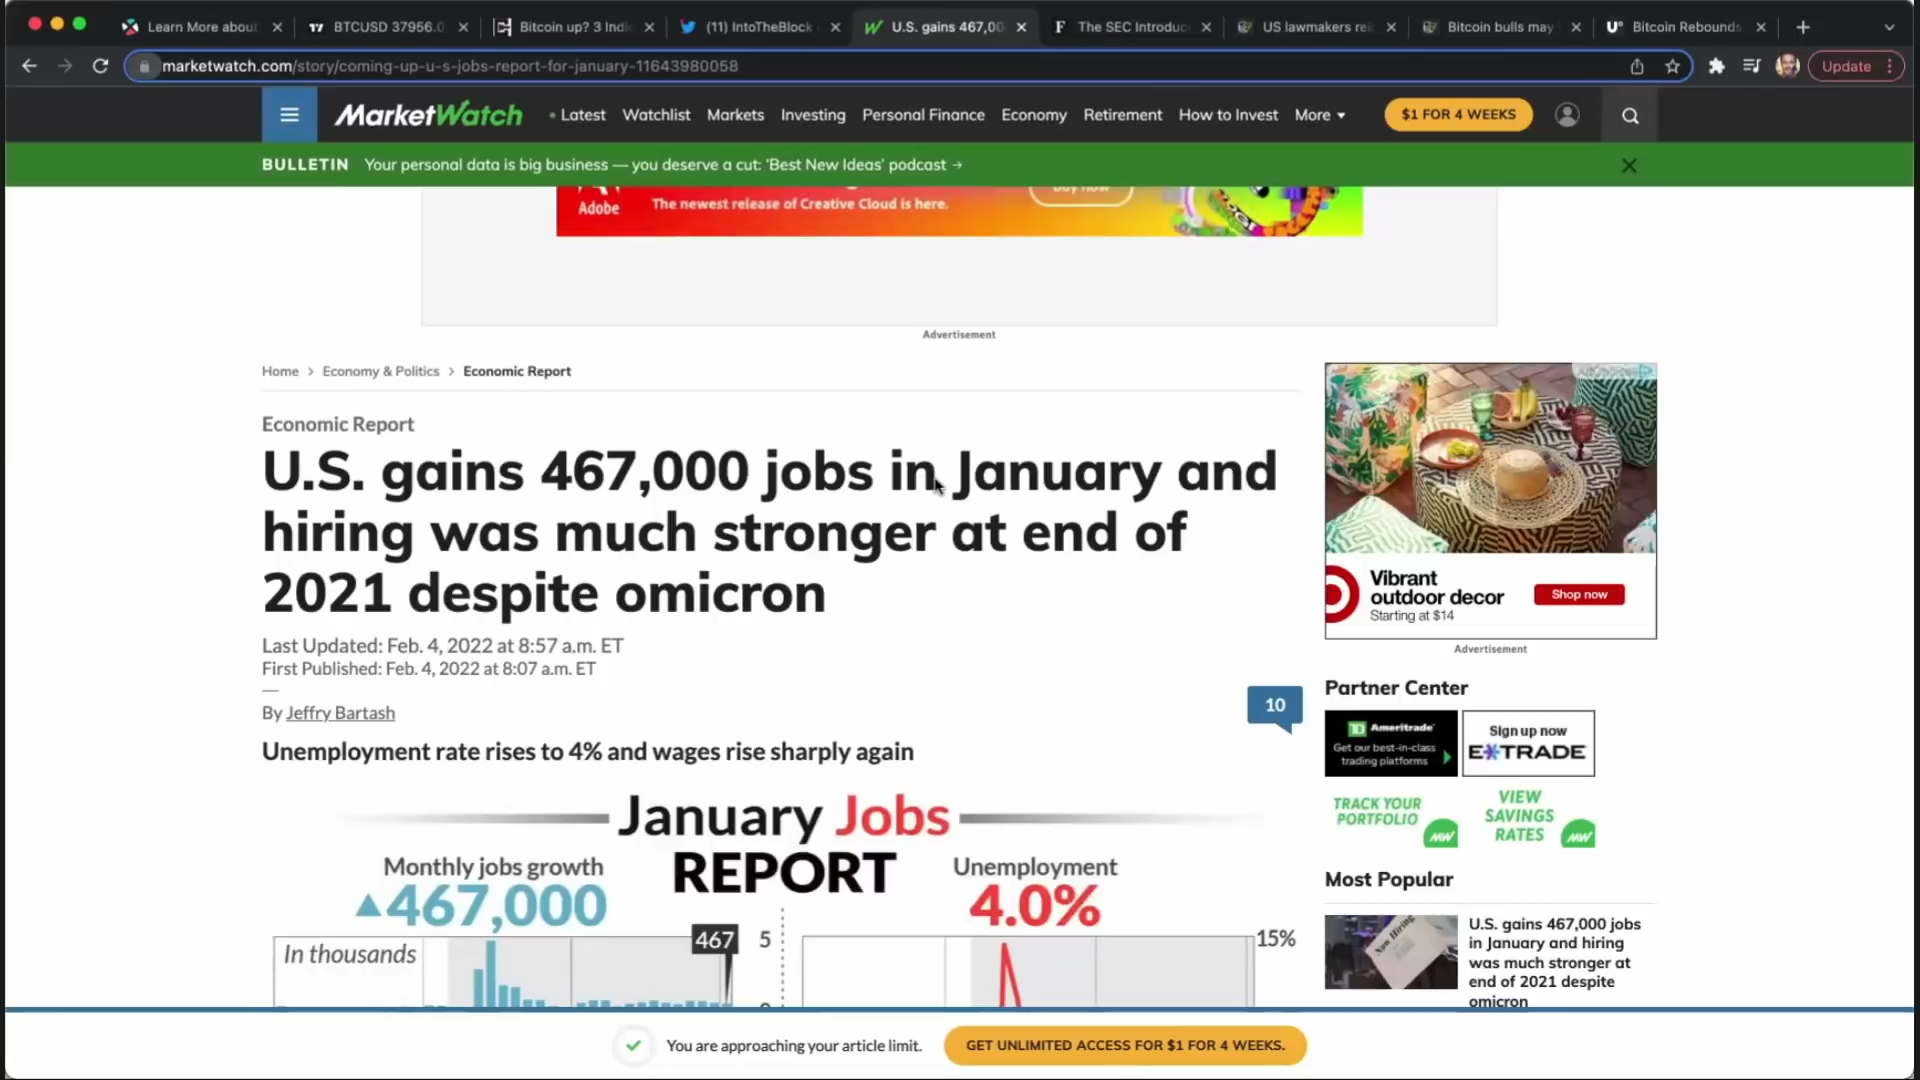 Learn More about
BTCUSD 37956.0
Bitcoin up? 3 Indi
(11) IntoTheBlock
U.S. gains 467,00
The SEC Introduc
US lawmakers rei
Bitcoin bulls may
Bitcoin Rebounds
marketwatch.com/story/coming-up-u-s-jobs-report-for-january-11643980058
Update
MarketWatch
Latest Watchlist Markets Investing Personal Finance Economy Retirement How to Invest More
$1 FOR 4 WEEKS
BULLETIN Your personal data is big business — you deserve a cut: 'Best New Ideas' podcast →
Adobe
The newest release of Creative Cloud is here.
Buy now
Advertisement
Home > Economy & Politics > Economic Report
Economic Report
U.S. gains 467,000 jobs in January and
hiring was much stronger at end of
2021 despite omicron
Last Updated: Feb. 4, 2022 at 8:57 a.m. ET
First Published: Feb. 4, 2022 at 8:07 a.m. ET
—
By Jeffry Bartash
10
Unemployment rate rises to 4% and wages rise sharply again
January Jobs
REPORT
Monthly jobs growth
▲467,000
Unemployment
4.0%
In thousands
467
5
15%
Vibrant
outdoor decor
Starting at $14
Shop now
Advertisement
Partner Center
TD Ameritrade
Get our best-in-class
trading platforms
Sign up now
E*TRADE
TRACK YOUR
PORTFOLIO
MW
VIEW
SAVINGS
RATES
MW
Most Popular
Now Hiring
U.S. gains 467,000 jobs
in January and hiring
was much stronger at
end of 2021 despite
omicron
You are approaching your article limit.
GET UNLIMITED ACCESS FOR $1 FOR 4 WEEKS.